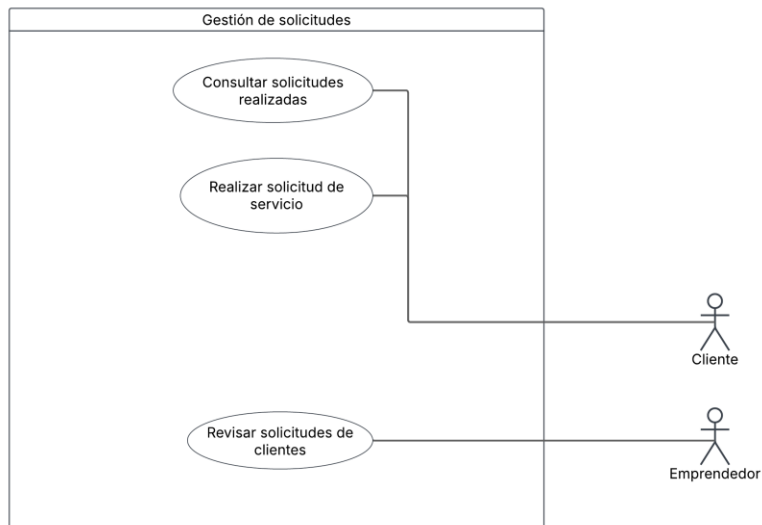 Gestión de solicitudes
Consultar solicitudes
realizadas
Realizar solicitud de
servicio
Cliente
Revisar solicitudes de
clientes
Emprendedor